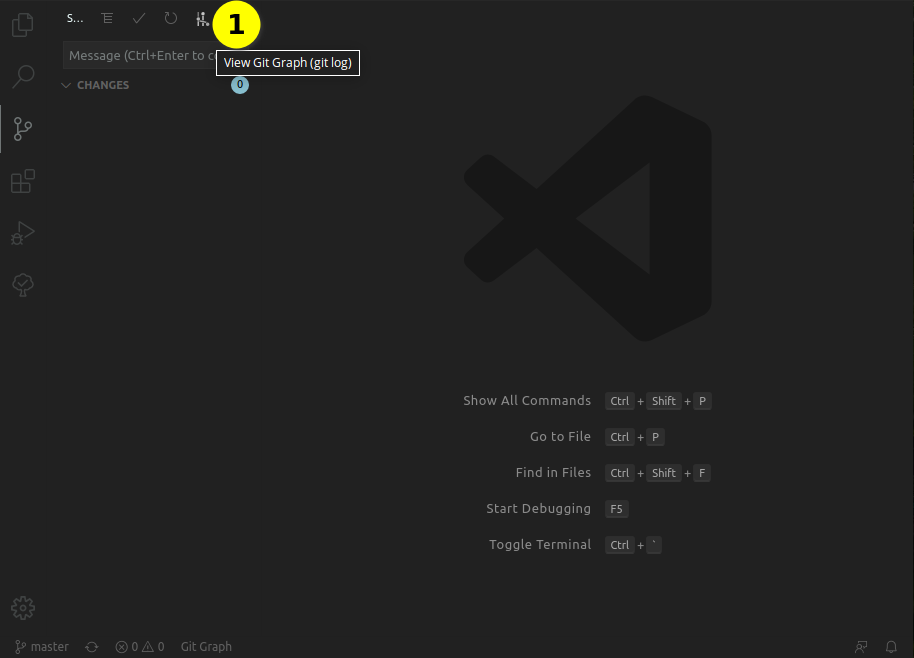 S...
1
Message (Ctrl+Enter to c
View Git Graph (git log)
CHANGES 0
Show All Commands Ctrl + Shift + P
Go to File Ctrl + P
Find in Files Ctrl + Shift + F
Start Debugging F5
Toggle Terminal Ctrl + `
master 0 0 Git Graph